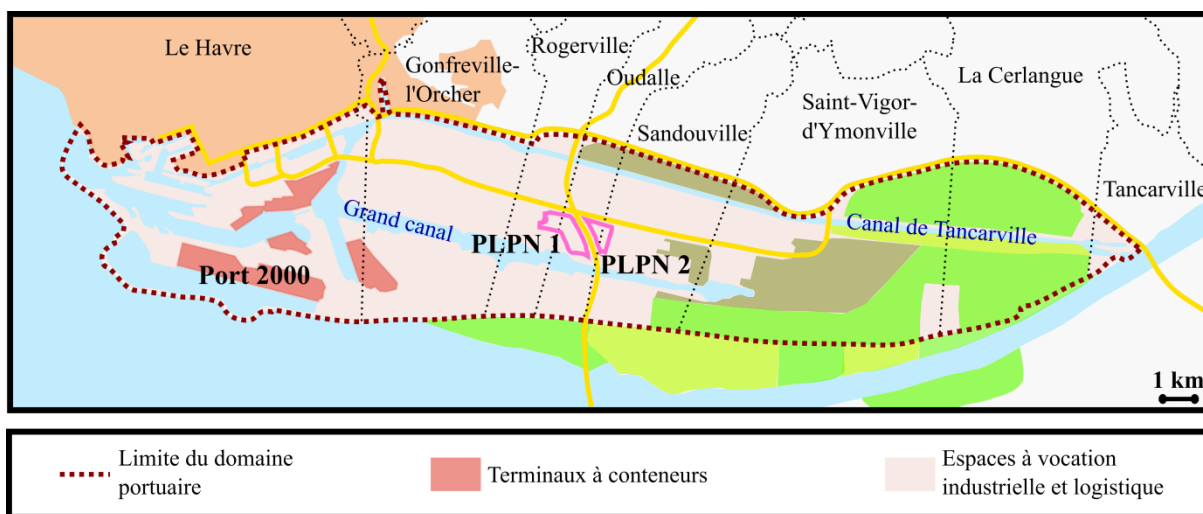 Le Havre
Gonfreville-
l'Orcher
Rogerville
Oudalle
Sandouville
Saint-Vigor-
d'Ymonville
La Cerlangue
Tancarville
Grand canal
Canal de Tancarville
PLPN 1
PLPN 2
Port 2000
1 km
Limite du domaine
portuaire
Terminaux à conteneurs
Espaces à vocation
industrielle et logistique